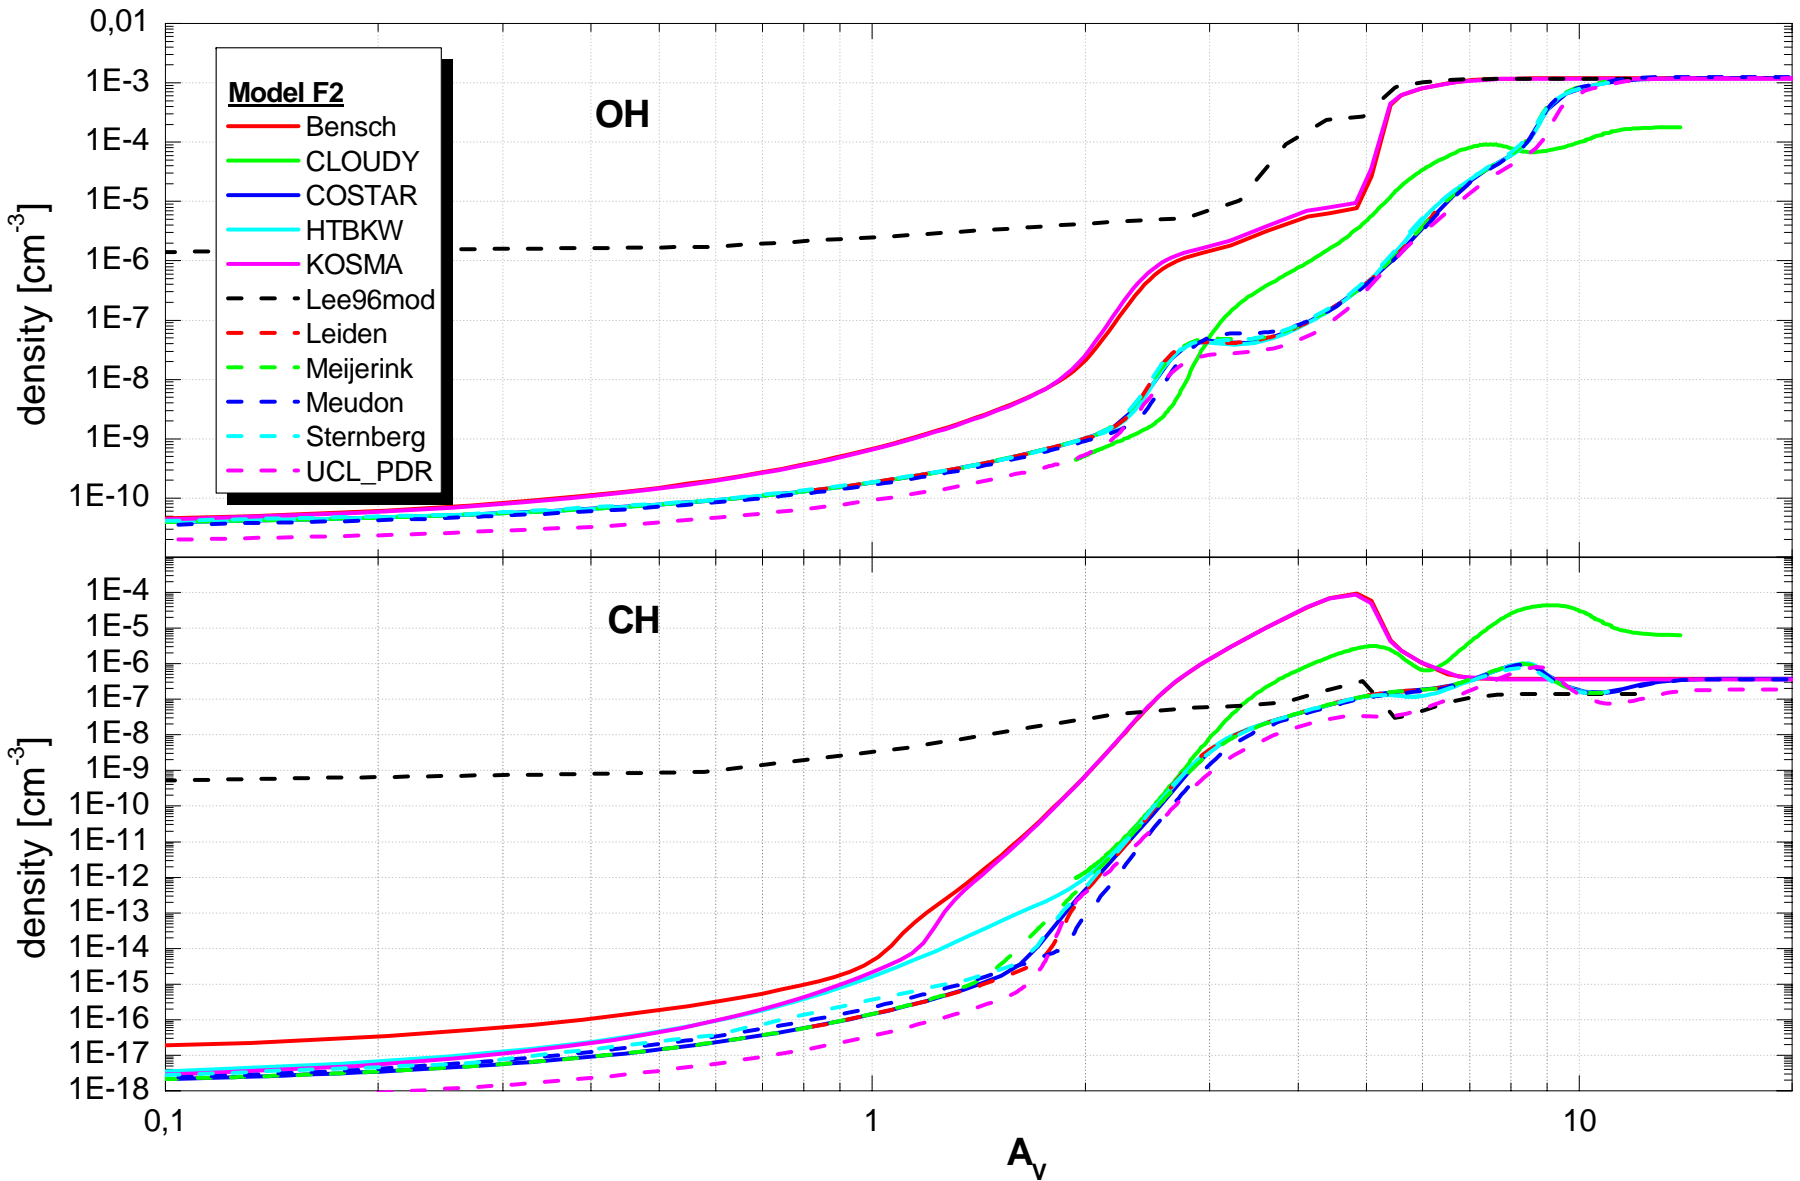 0,01
1E-3
1E-4
1E-5
1E-6
1E-7
1E-8
1E-9
1E-10
density [cm⁻³]
OH
Model F2
Bensch
CLOUDY
COSTAR
HTBKW
KOSMA
Lee96mod
Leiden
Meijerink
Meudon
Sternberg
UCL_PDR
1E-4
1E-5
1E-6
1E-7
1E-8
1E-9
1E-10
1E-11
1E-12
1E-13
1E-14
1E-15
1E-16
1E-17
1E-18
density [cm⁻³]
CH
0,1
1
10
A_V